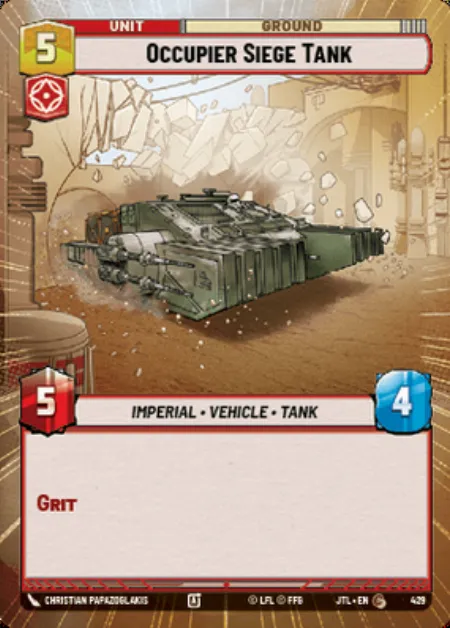 UNIT
GROUND
5
OCCUPIER SIEGE TANK
5
IMPERIAL • VEHICLE • TANK
4
GRIT
CHRISTIAN PAPAZOGLAKIS
© LFL © FFG
JTL • EN
429